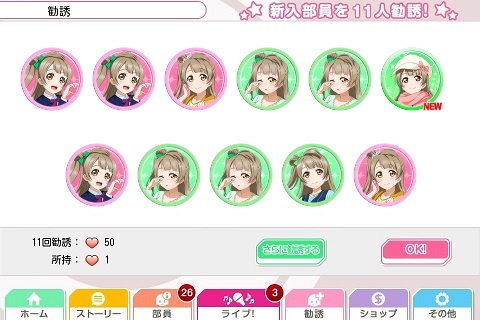 勧誘
新入部員を11人勧誘!
NEW
11回勧誘: 50
所持: 1
さらに勧誘する
OK!
26
3
ホーム
ストーリー
部員
ライブ!
勧誘
ショップ
その他